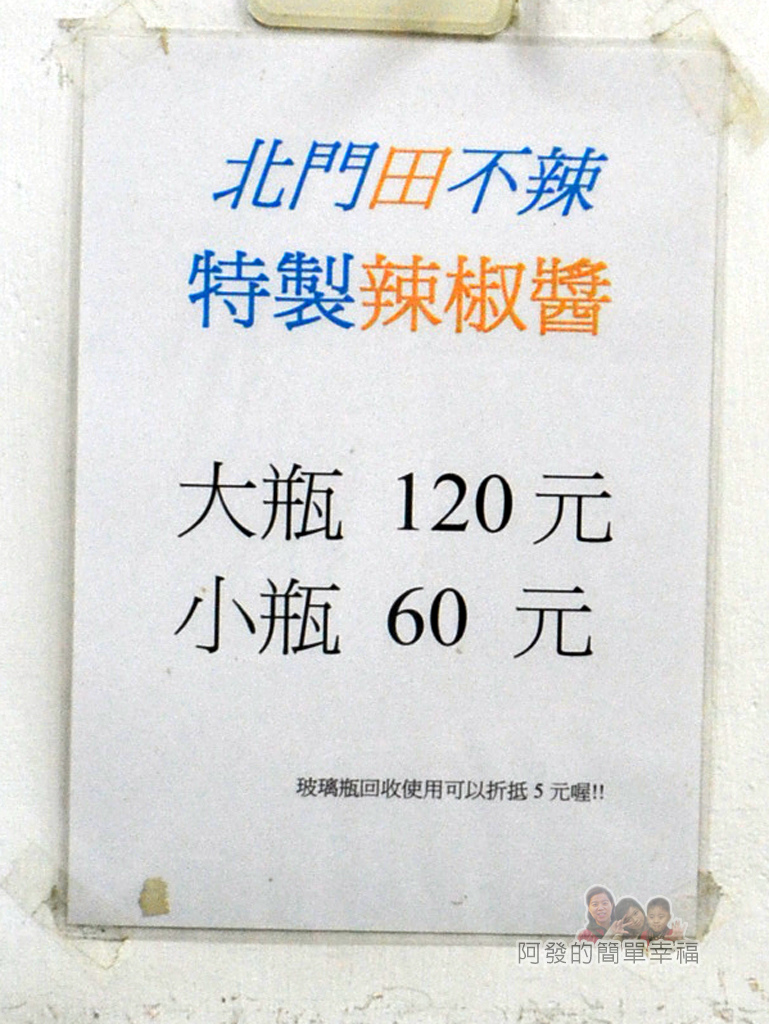 北門田不辣
特製辣椒醬
大瓶 120 元
小瓶 60 元
玻璃瓶回收使用可以折抵 5 元喔!!
阿發的簡單幸福